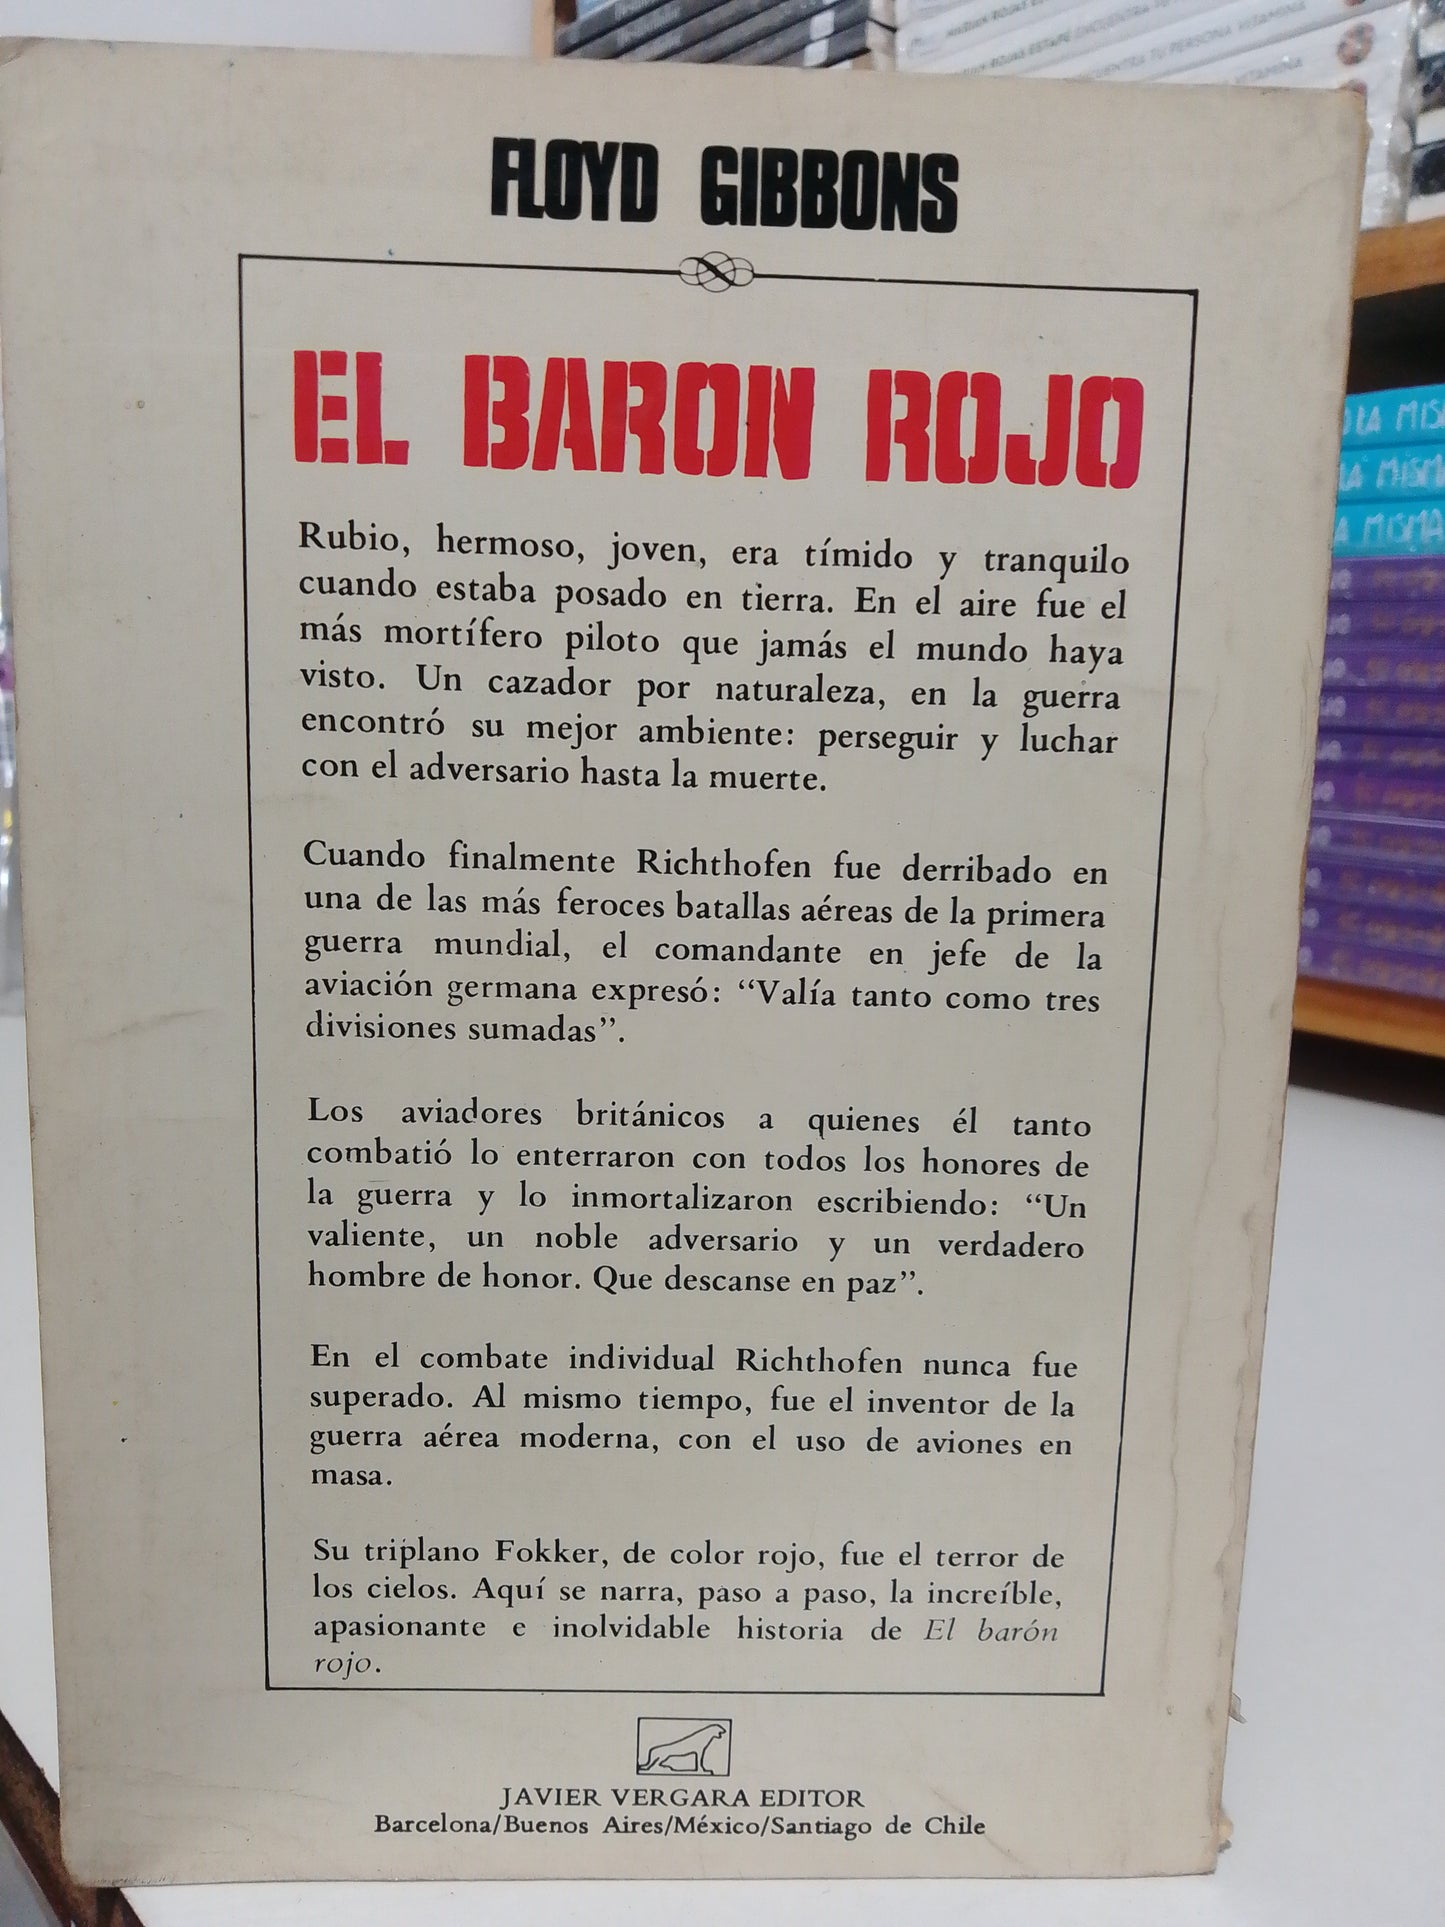 FLOYD GIBBONS
EL BARON ROJO
Rubio, hermoso, joven, era tímido y tranquilo
cuando estaba posado en tierra. En el aire fue el
más mortífero piloto que jamás el mundo haya
visto. Un cazador por naturaleza, en la guerra
encontró su mejor ambiente: perseguir y luchar
con el adversario hasta la muerte.
Cuando finalmente Richthofen fue derribado en
una de las más feroces batallas aéreas de la primera
guerra mundial, el comandante en jefe de la
aviación germana expresó: “Valía tanto como tres
divisiones sumadas”.
Los aviadores británicos a quienes él tanto
combatió lo enterraron con todos los honores de
la guerra y lo inmortalizaron escribiendo: “Un
valiente, un noble adversario y un verdadero
hombre de honor. Que descanse en paz”.
En el combate individual Richthofen nunca fue
superado. Al mismo tiempo, fue el inventor de la
guerra aérea moderna, con el uso de aviones en
masa.
Su triplano Fokker, de color rojo, fue el terror de
los cielos. Aquí se narra, paso a paso, la increíble,
apasionante e inolvidable historia de El barón
rojo.
JAVIER VERGARA EDITOR
Barcelona/Buenos Aires/México/Santiago de Chile
TU PERSONA VITAMINA
LA MISMA
A MISMA